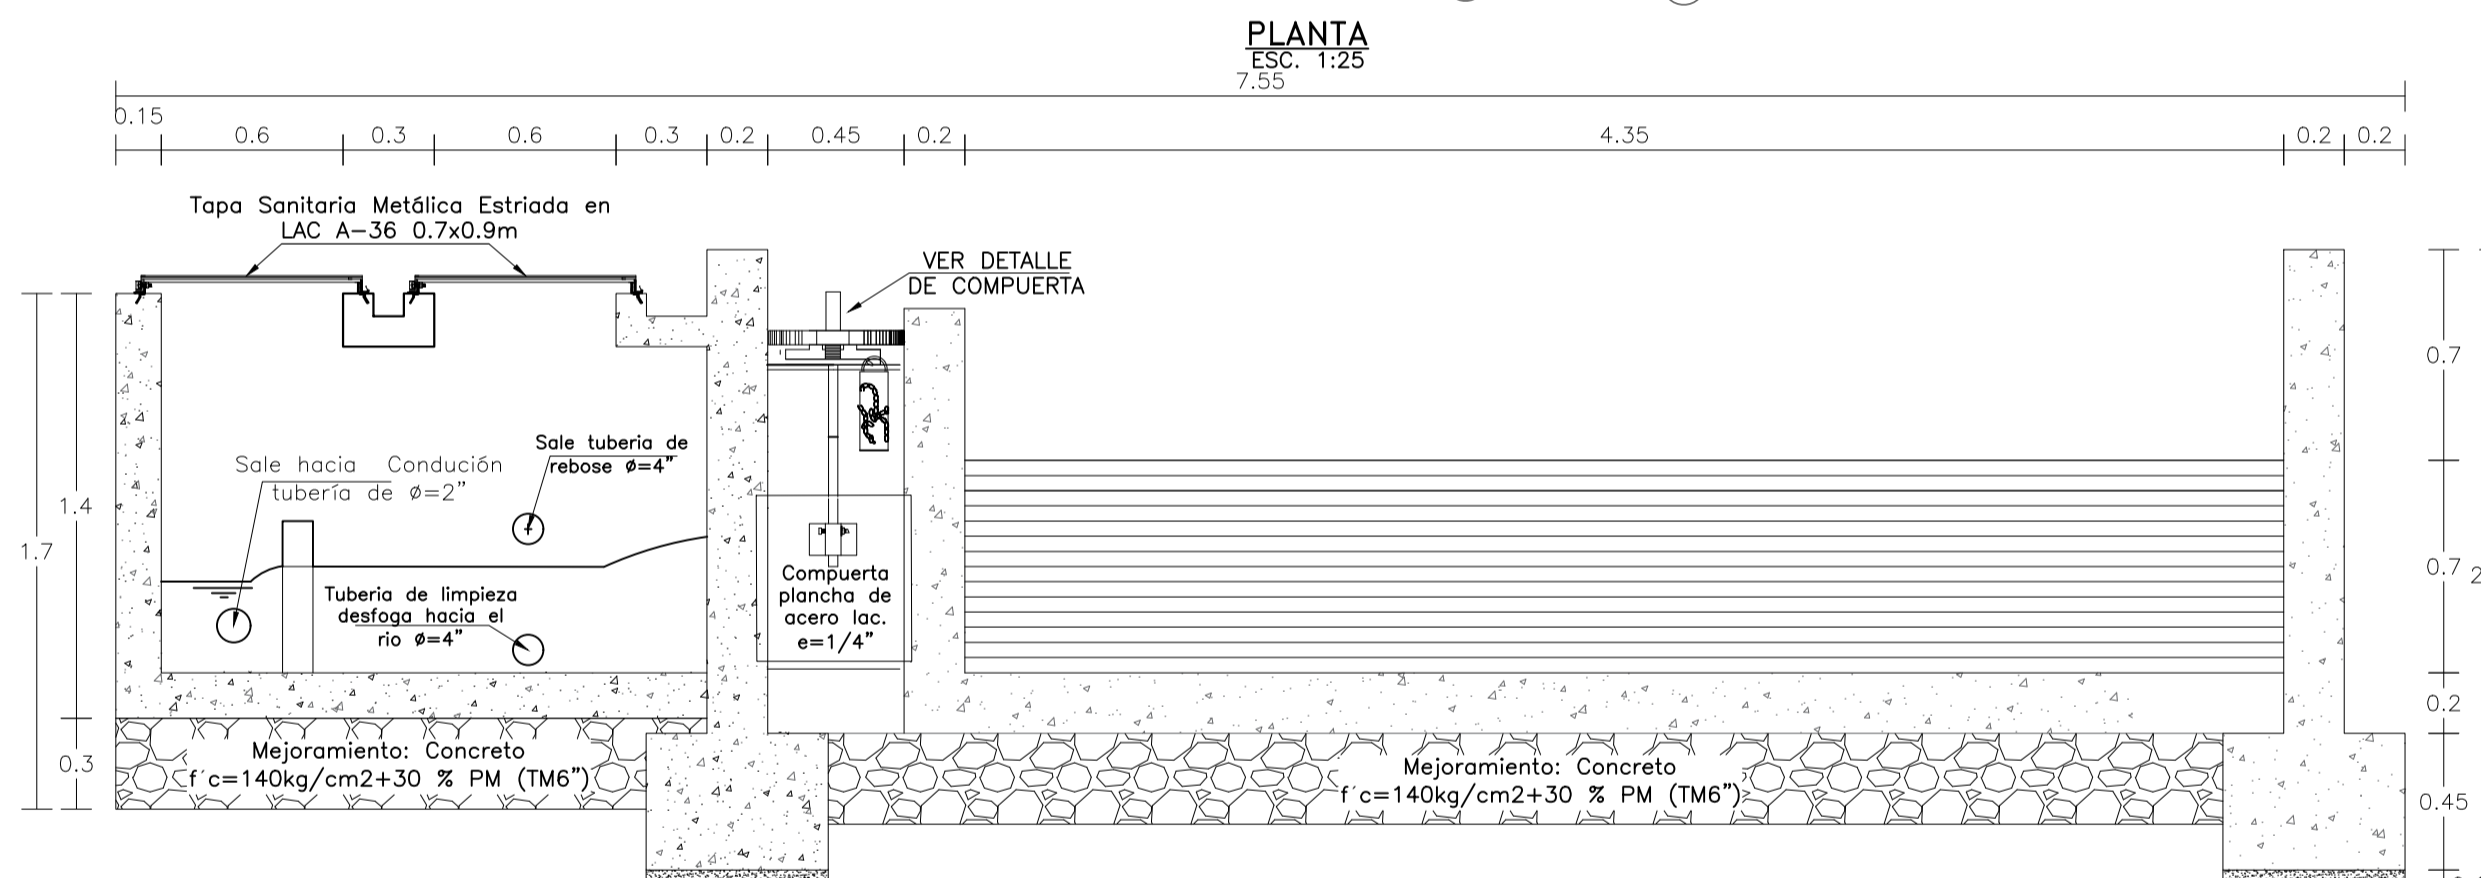 PLANTA
ESC. 1:25
7.55
0.15
0.6 0.3 0.6 0.3 0.2 0.45 0.2 4.35 0.2 0.2
Tapa Sanitaria Metálica Estriada en
LAC A-36 0.7x0.9m
VER DETALLE
DE COMPUERTA
0.7
Sale tuberia de
rebose ø=4"
Sale hacia Condución
tubería de ø=2"
1.4
1.7
0.7
2
Compuerta
plancha de
acero lac.
e=1/4"
Tuberia de limpieza
desfoga hacia el
rio ø=4"
0.2
Mejoramiento: Concreto
f´c=140kg/cm2+30 % PM (TM6")
0.3
Mejoramiento: Concreto
f´c=140kg/cm2+30 % PM (TM6")
0.45